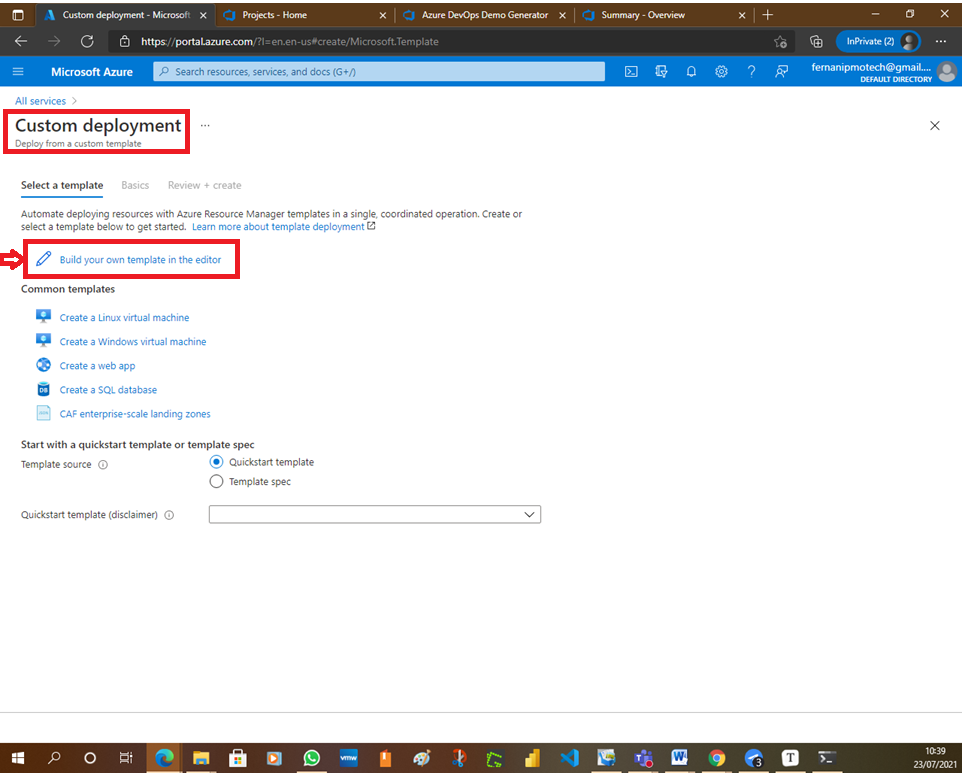 Custom deployment - Microsoft
Projects - Home
Azure DevOps Demo Generator
Summary - Overview
https://portal.azure.com/?l=en.en-us#create/Microsoft.Template
InPrivate (2)
Microsoft Azure
Search resources, services, and docs (G+/)
fernanipmotech@gmail....
DEFAULT DIRECTORY
All services
Custom deployment ...
Deploy from a custom template
Select a template Basics Review + create
Automate deploying resources with Azure Resource Manager templates in a single, coordinated operation. Create or
select a template below to get started. Learn more about template deployment
Build your own template in the editor
Common templates
Create a Linux virtual machine
Create a Windows virtual machine
Create a web app
DB
Create a SQL database
CAF enterprise-scale landing zones
Start with a quickstart template or template spec
Template source
Quickstart template
Template spec
Quickstart template (disclaimer)
vmw
W
3
T
10:39
23/07/2021